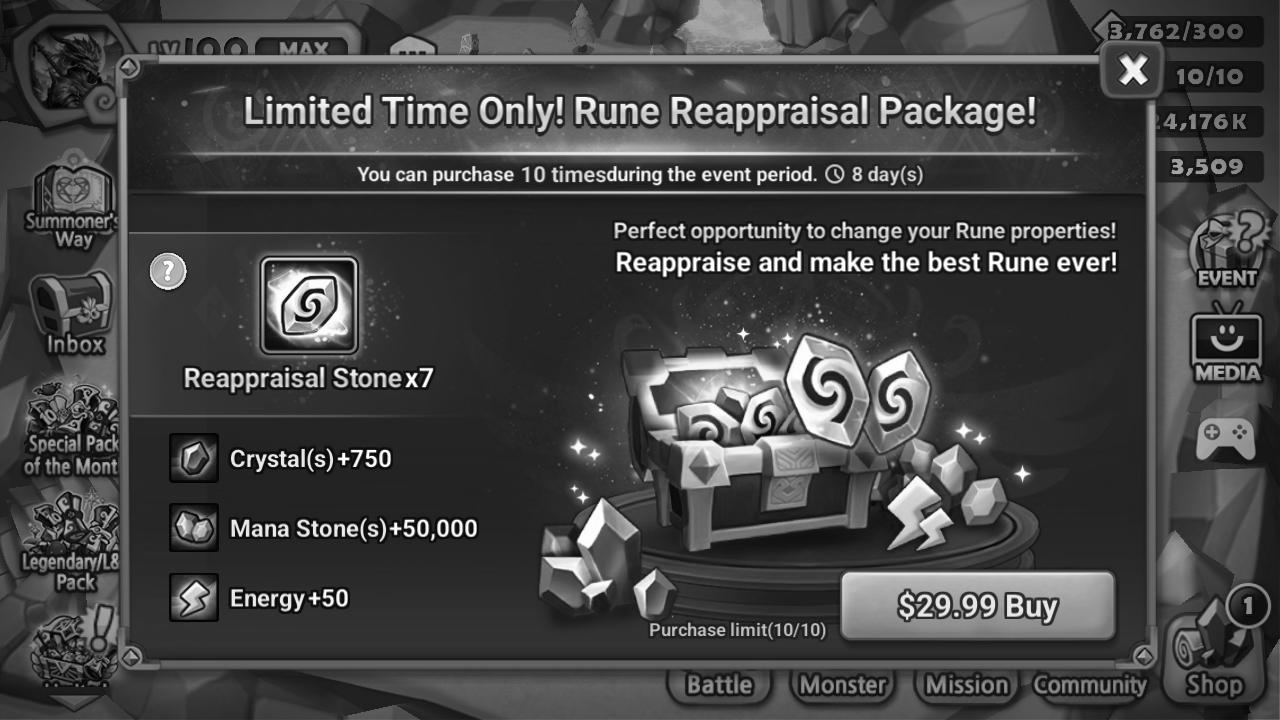 LV 100 MAX
3,762/300
10/10
3,509
Limited Time Only! Rune Reappraisal Package!
You can purchase 10 timesduring the event period. 8 day(s)
Perfect opportunity to change your Rune properties!
Reappraise and make the best Rune ever!
?
Reappraisal Stone x7
Crystal(s) +750
Mana Stone(s) +50,000
Energy +50
$29.99 Buy
Purchase limit(10/10)
Summoner's
Way
Inbox
Special Pack
of the Mont
Legendary/L&
Pack
EVENT
MEDIA
1
Battle
Monster
Mission
Community
Shop